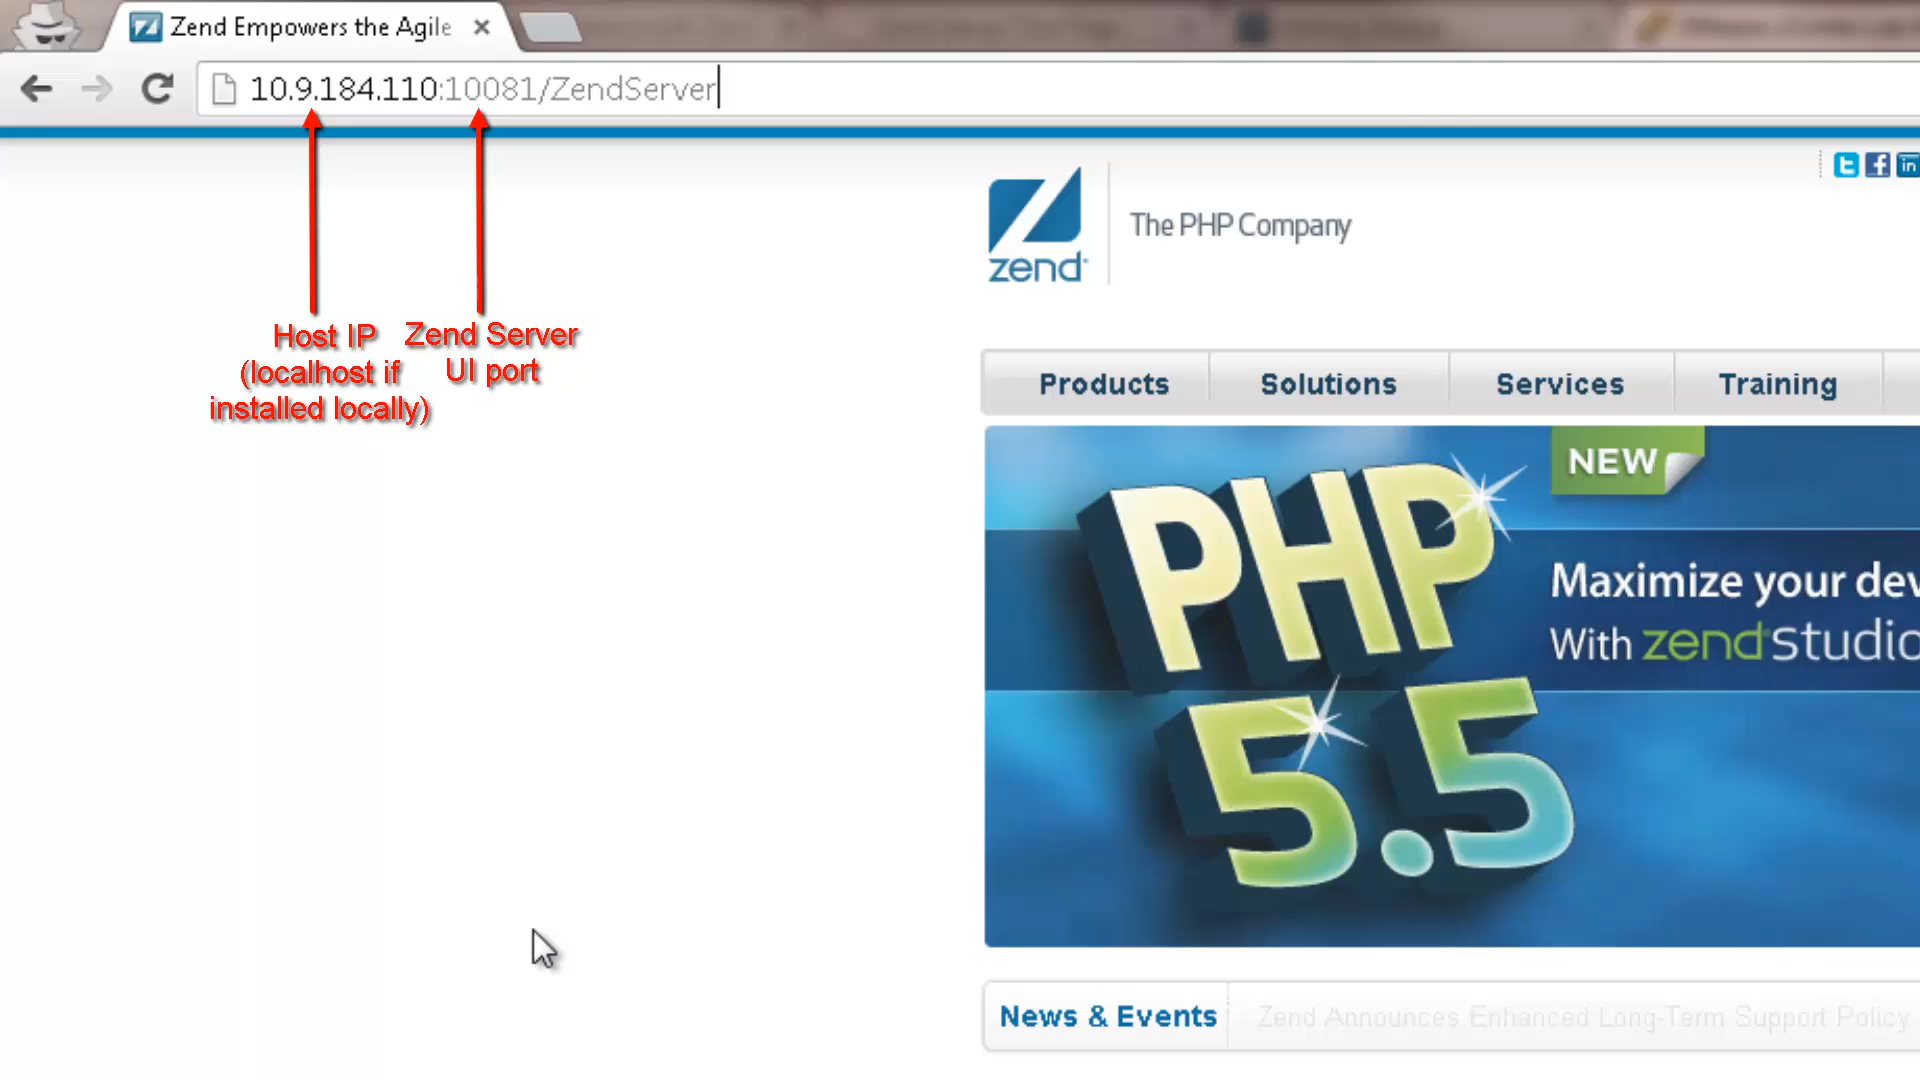 Zend Empowers the Agile
10.9.184.110:10081/ZendServer
Host IP
(localhost if
installed locally)
Zend Server
UI port
zend
The PHP Company
Products Solutions Services Training
NEW
PHP
5.5
Maximize your dev
With zend studio
News & Events Zend Announces Enhanced Long-Term Support Policy